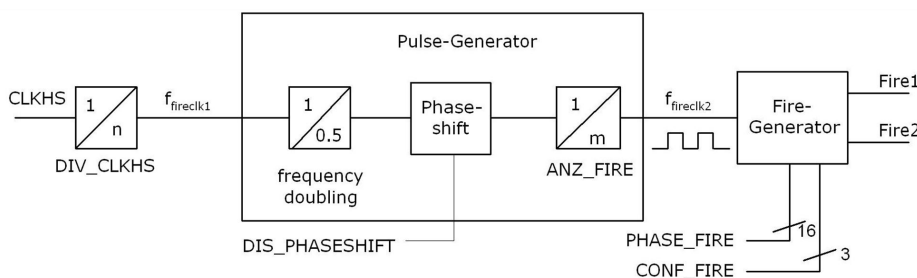 Pulse-Generator
CLKHS
1
n
DIV_CLKHS
ffireclk1
1
0.5
frequency
doubling
Phase-
shift
DIS_PHASESHIFT
1
m
ANZ_FIRE
ffireclk2
Fire-
Generator
Fire1
Fire2
PHASE_FIRE
16
CONF_FIRE
3